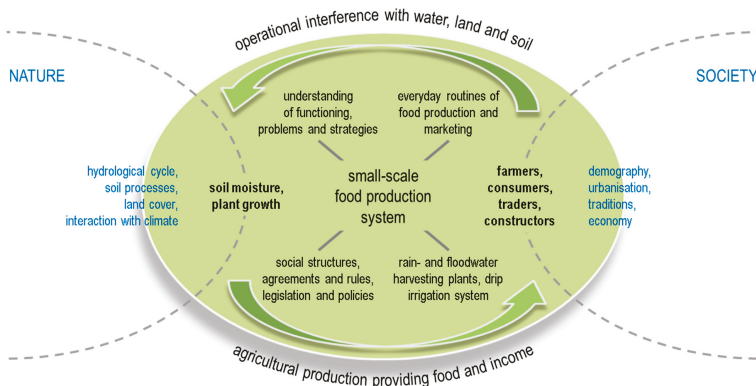 operational interference with water, land and soil
NATURE
SOCIETY
understanding
of functioning,
problems and strategies
everyday routines of
food production and
marketing
hydrological cycle,
soil processes,
land cover,
interaction with climate
soil moisture,
plant growth
small-scale
food production
system
farmers,
consumers,
traders,
constructors
demography,
urbanisation,
traditions,
economy
social structures,
agreements and rules,
legislation and policies
rain- and floodwater
harvesting plants, drip
irrigation system
agricultural production providing food and income